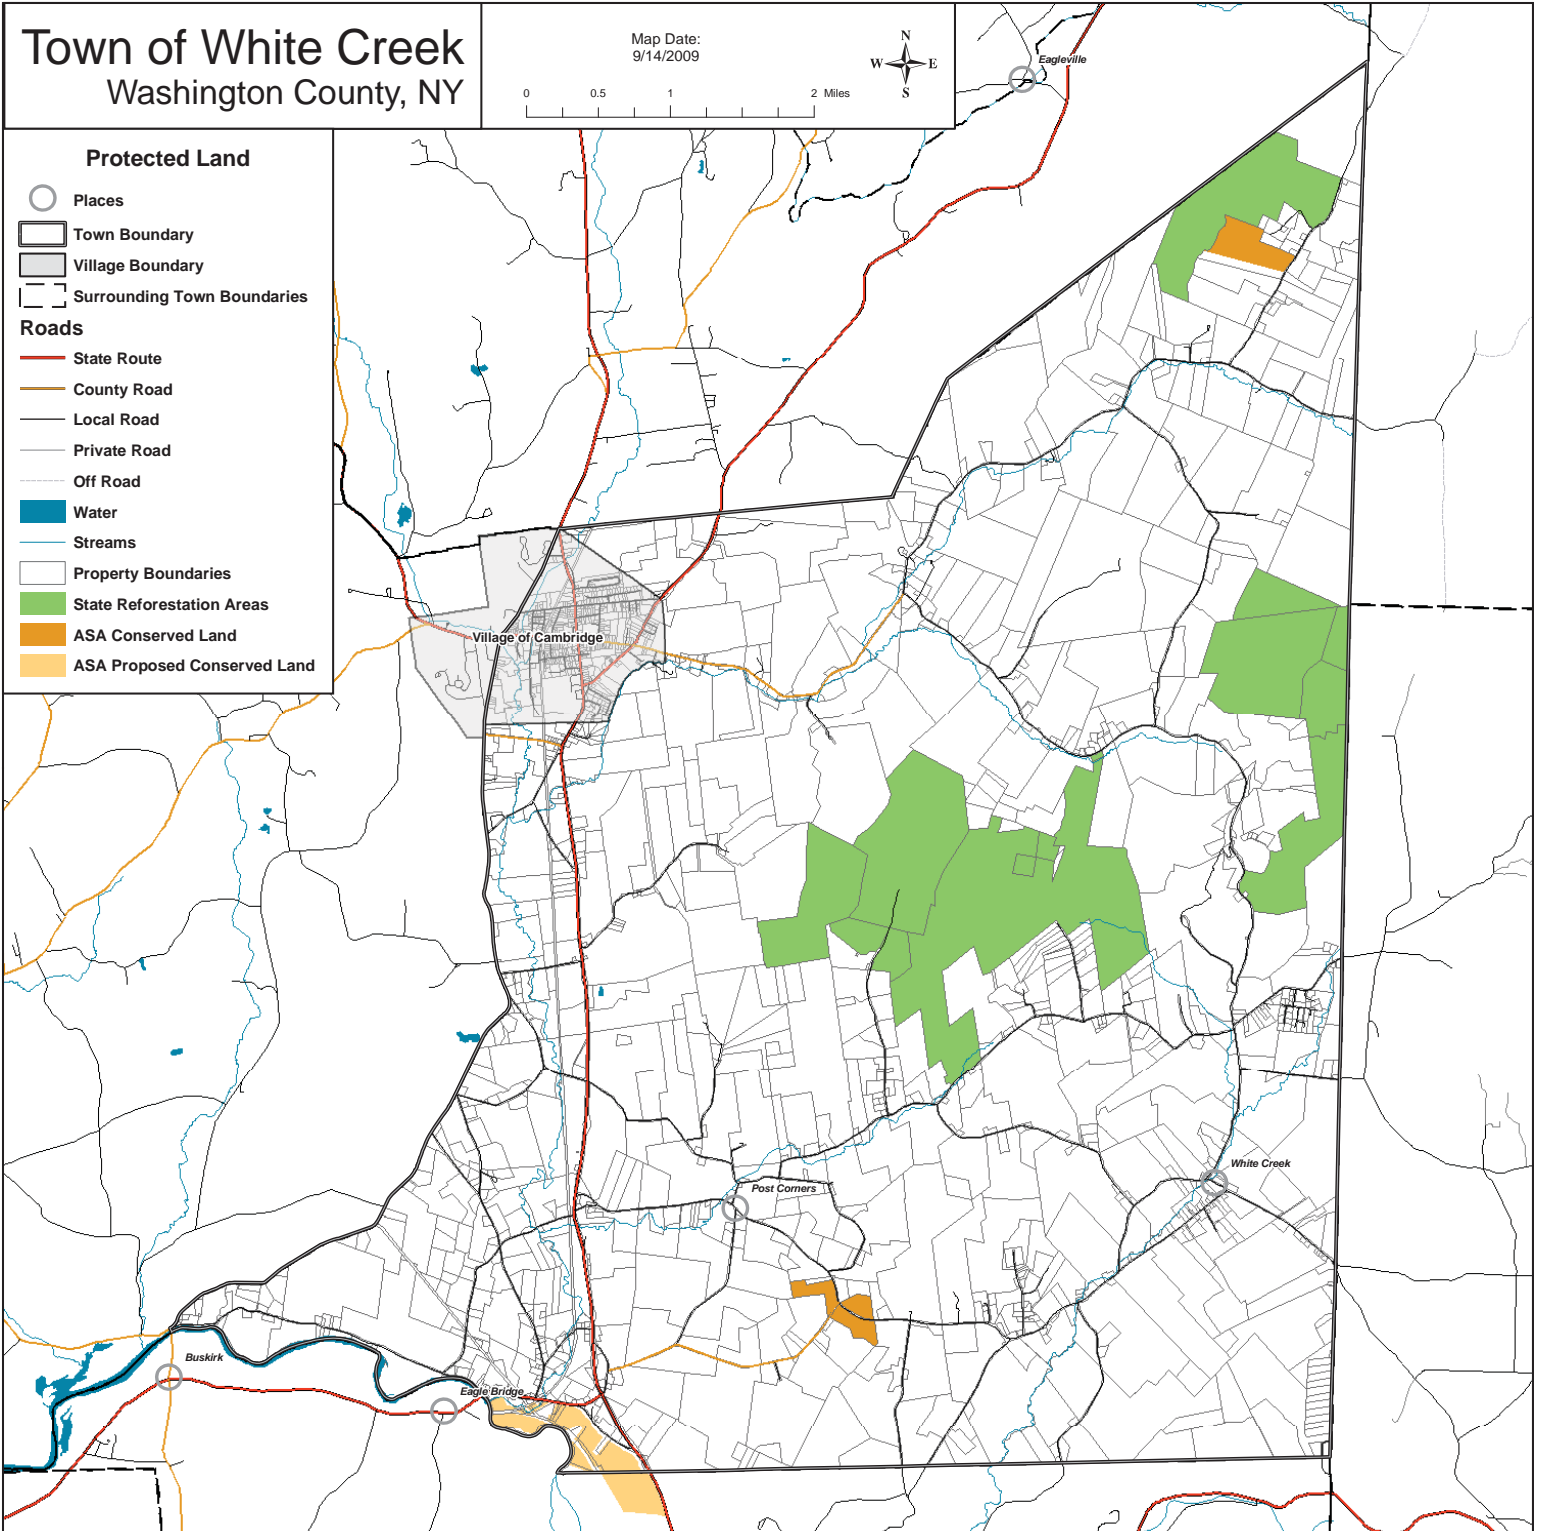 Town of White Creek
Washington County, NY
Map Date:
9/14/2009
0 0.5 1 2 Miles
N
W E
S
Protected Land
Places
Town Boundary
Village Boundary
Surrounding Town Boundaries
Roads
State Route
County Road
Local Road
Private Road
Off Road
Water
Streams
Property Boundaries
State Reforestation Areas
ASA Conserved Land
ASA Proposed Conserved Land
Eagleville
Village of Cambridge
White Creek
Post Corners
Buskirk
Eagle Bridge